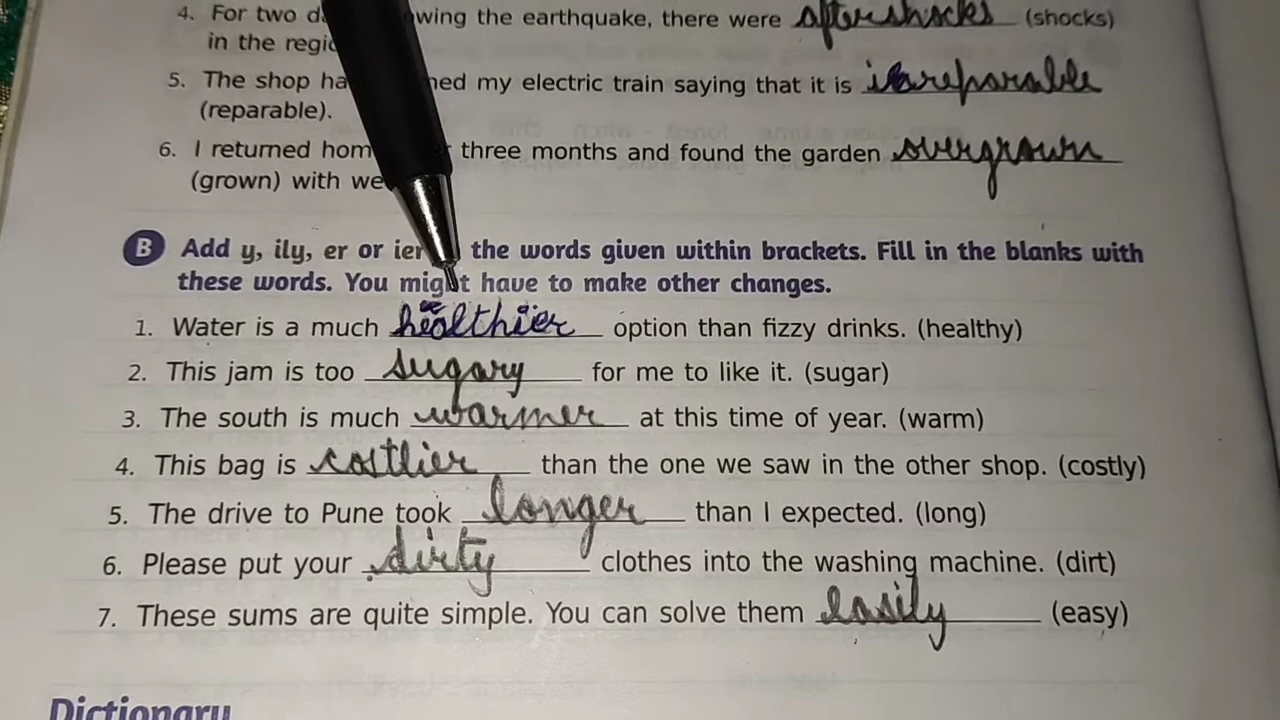 4. For two d wing the earthquake, there were aftershocks (shocks)
in the regi
5. The shop ha ned my electric train saying that it is irreparable
(reparable).
6. I returned hom three months and found the garden overgrown
(grown) with we
B Add y, ily, er or ier the words given within brackets. Fill in the blanks with
these words. You might have to make other changes.
1. Water is a much healthier option than fizzy drinks. (healthy)
2. This jam is too sugary for me to like it. (sugar)
3. The south is much warmer at this time of year. (warm)
4. This bag is costlier than the one we saw in the other shop. (costly)
5. The drive to Pune took longer than I expected. (long)
6. Please put your dirty clothes into the washing machine. (dirt)
7. These sums are quite simple. You can solve them easily (easy)
Dictionary